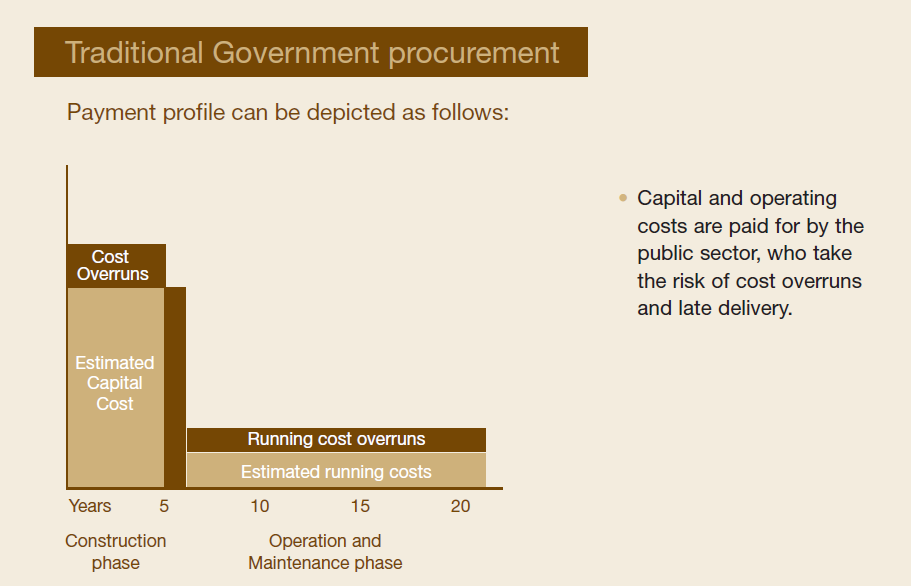 Traditional Government procurement
Payment profile can be depicted as follows:
Cost
Overruns
Estimated
Capital
Cost
Running cost overruns
Estimated running costs
Years 5 10 15 20
Construction
phase
Operation and
Maintenance phase
• Capital and operating
costs are paid for by the
public sector, who take
the risk of cost overruns
and late delivery.